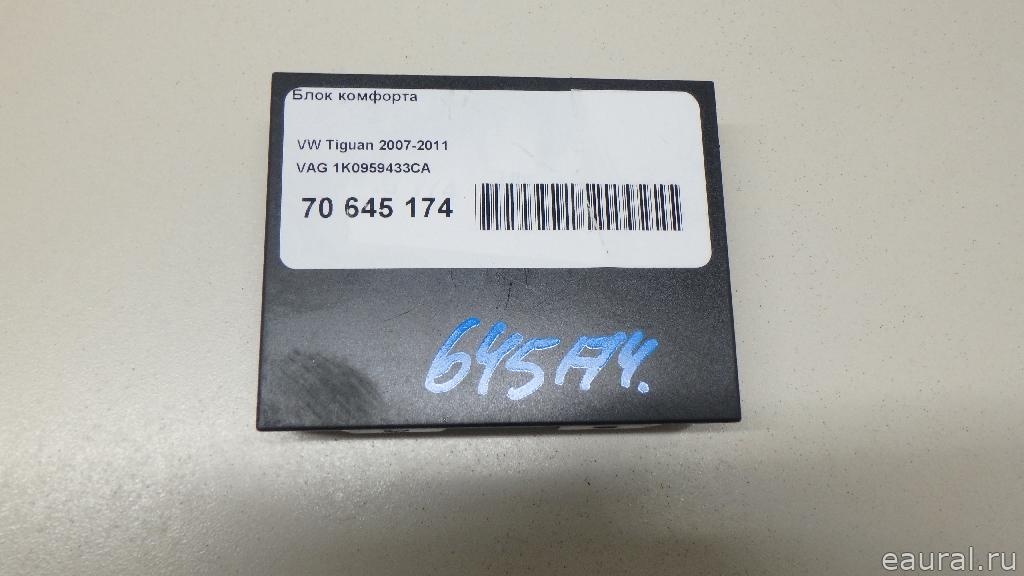 Блок комфорта
VW Tiguan 2007-2011
VAG 1K0959433CA
70 645 174
645174.
eaural.ru